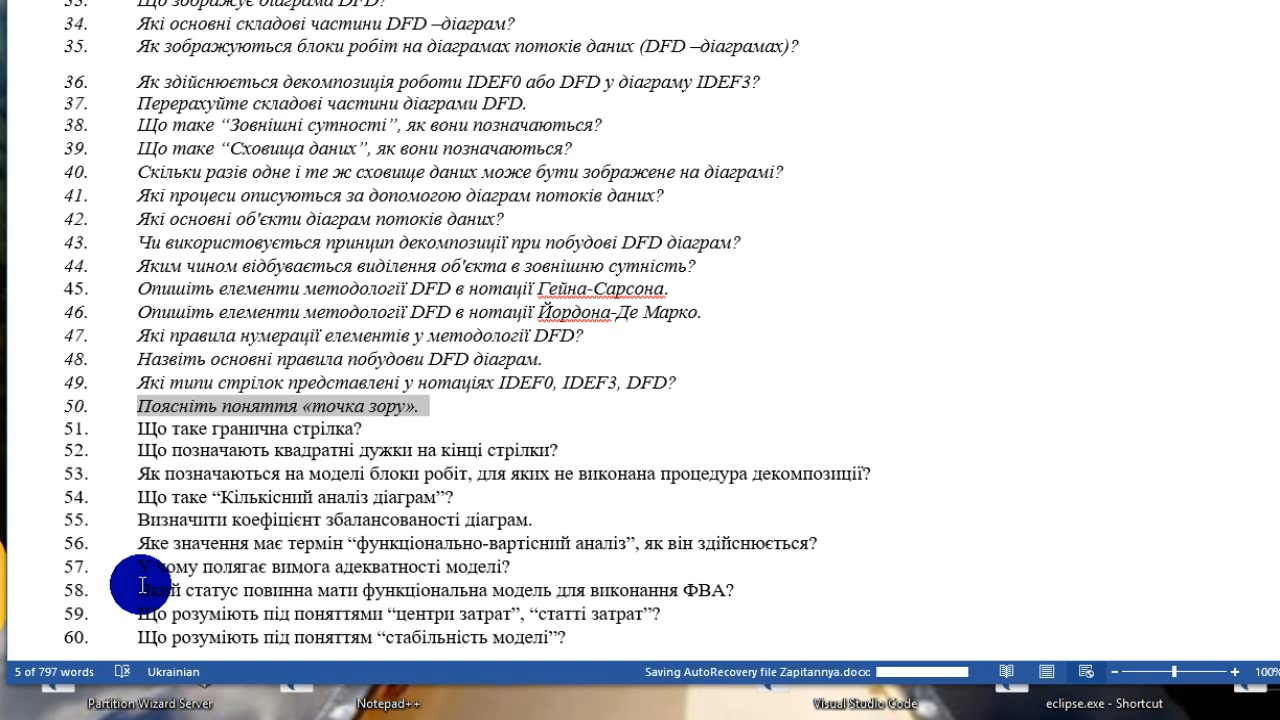 33. Що зображує діаграма DFD?
34. Які основні складові частини DFD –діаграм?
35. Як зображуються блоки робіт на діаграмах потоків даних (DFD –діаграмах)?
36. Як здійснюється декомпозиція роботи IDEF0 або DFD у діаграму IDEF3?
37. Перерахуйте складові частини діаграми DFD.
38. Що таке “Зовнішні сутності”, як вони позначаються?
39. Що таке “Сховища даних”, як вони позначаються?
40. Скільки разів одне і те ж сховище даних може бути зображене на діаграмі?
41. Які процеси описуються за допомогою діаграм потоків даних?
42. Які основні об'єкти діаграм потоків даних?
43. Чи використовується принцип декомпозиції при побудові DFD діаграм?
44. Яким чином відбувається виділення об'єкта в зовнішню сутність?
45. Опишіть елементи методології DFD в нотації Гейна-Сарсона.
46. Опишіть елементи методології DFD в нотації Йордона-Де Марко.
47. Які правила нумерації елементів у методології DFD?
48. Назвіть основні правила побудови DFD діаграм.
49. Які типи стрілок представлені у нотаціях IDEF0, IDEF3, DFD?
50. Поясніть поняття «точка зору».
51. Що таке гранична стрілка?
52. Що позначають квадратні дужки на кінці стрілки?
53. Як позначаються на моделі блоки робіт, для яких не виконана процедура декомпозиції?
54. Що таке “Кількісний аналіз діаграм”?
55. Визначити коефіцієнт збалансованості діаграм.
56. Яке значення має термін “функціонально-вартісний аналіз”, як він здійснюється?
57. У чому полягає вимога адекватності моделі?
58. Який статус повинна мати функціональна модель для виконання ФВА?
59. Що розуміють під поняттями “центри затрат”, “статті затрат”?
60. Що розуміють під поняттям “стабільність моделі”?
5 of 797 words Ukrainian Saving AutoRecovery file Zapitannya.docx: 100%
Partition Wizard Server Notepad++ Visual Studio Code eclipse.exe - Shortcut